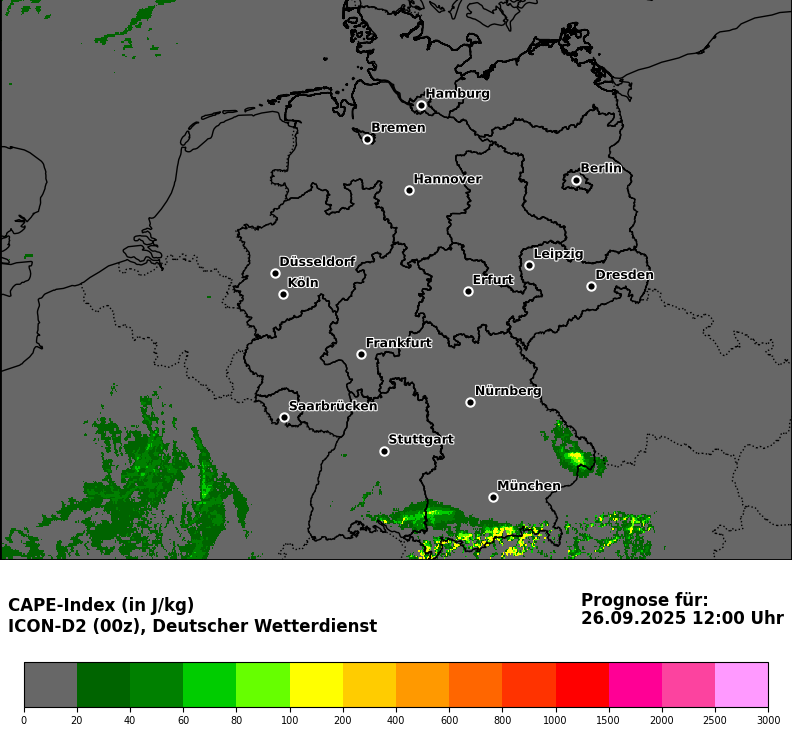 Hamburg
Bremen
Berlin
Hannover
Leipzig
Düsseldorf
Dresden
Köln
Erfurt
Frankfurt
Nürnberg
Saarbrücken
Stuttgart
München
CAPE-Index (in J/kg)
ICON-D2 (00z), Deutscher Wetterdienst
Prognose für:
26.09.2025 12:00 Uhr
0 20 40 60 80 100 200 400 600 800 1000 1500 2000 2500 3000